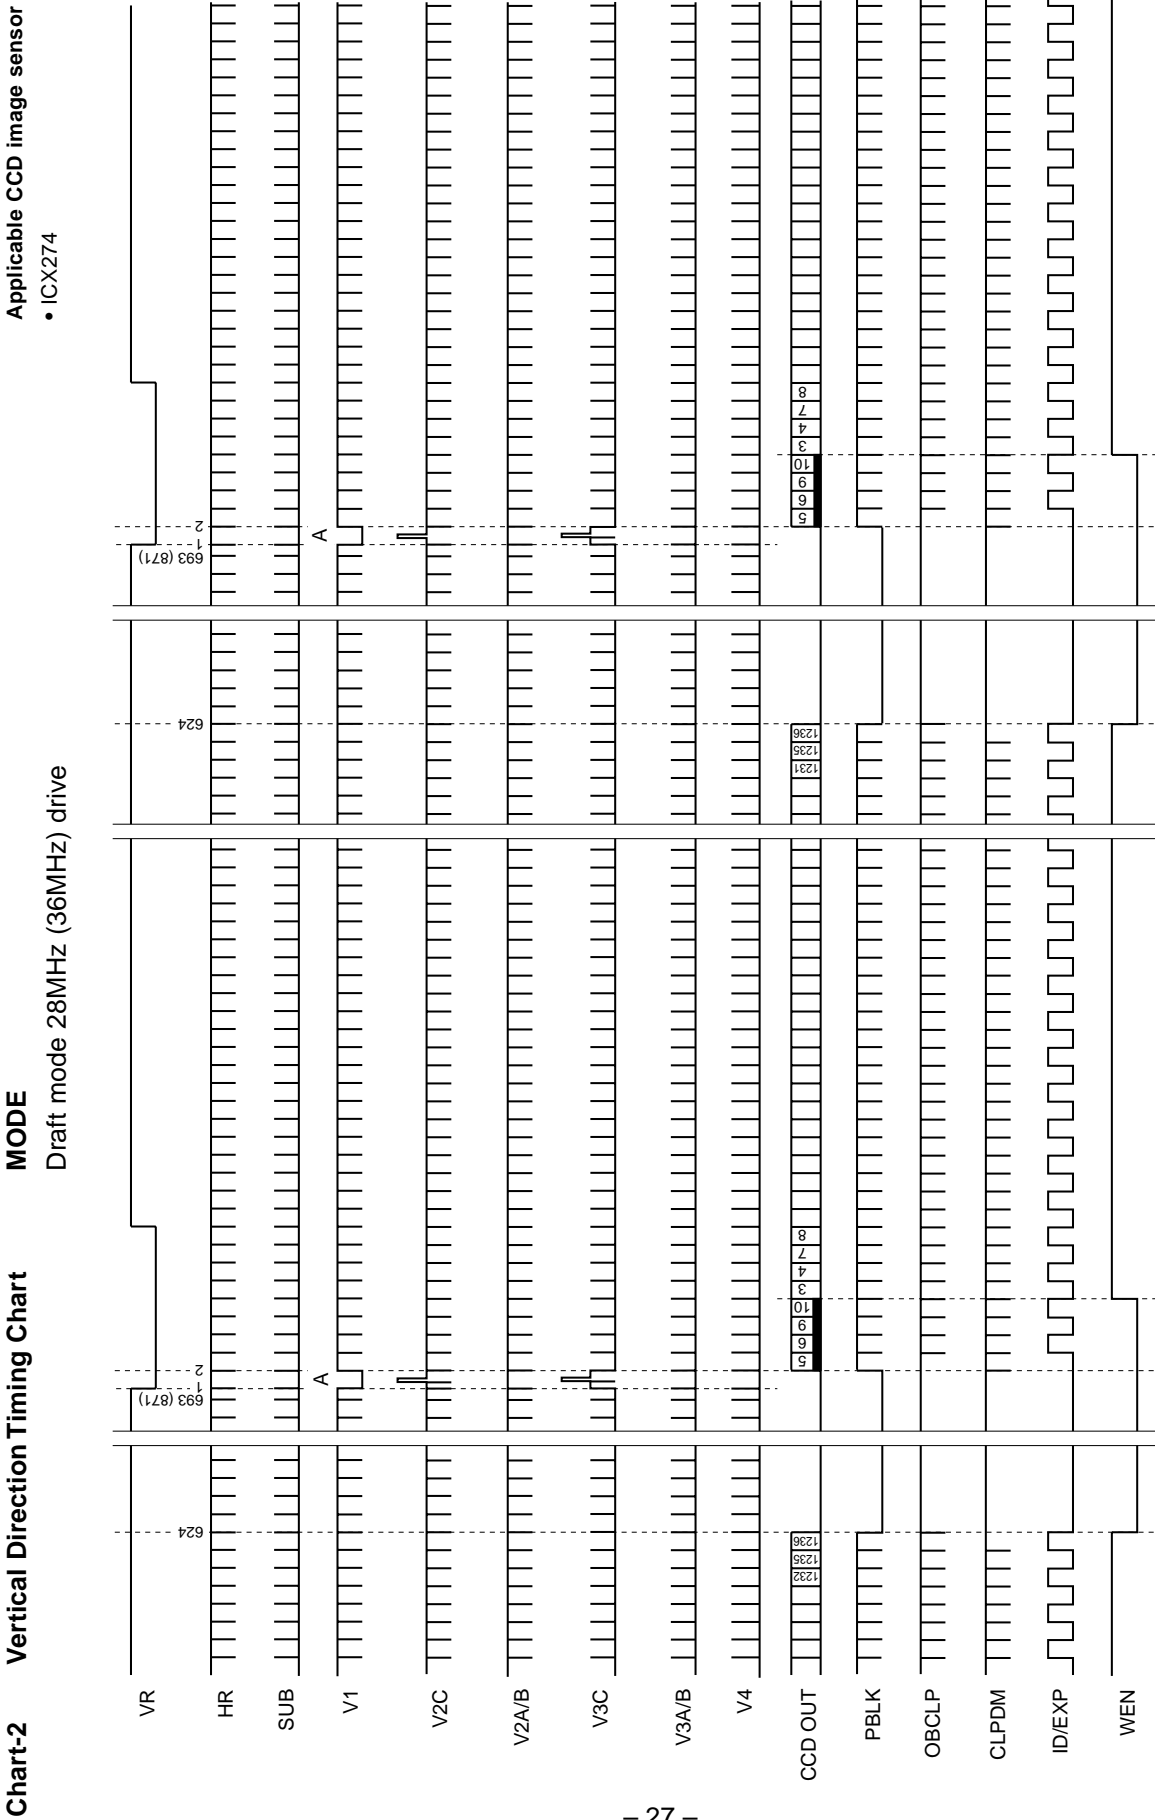 Chart-2 Vertical Direction Timing Chart
MODE
Draft mode 28MHz (36MHz) drive
Applicable CCD image sensor
• ICX274
VR
624
693 (871)
1
2
624
693 (871)
1
2
HR
SUB
A
A
V1
V2C
V2A/B
V3C
V3A/B
V4
CCD OUT
1232
1235
1236
5
6
9
10
3
4
7
8
1231
1235
1236
5
6
9
10
3
4
7
8
PBLK
OBCLP
CLPDM
ID/EXP
WEN
– 27 –